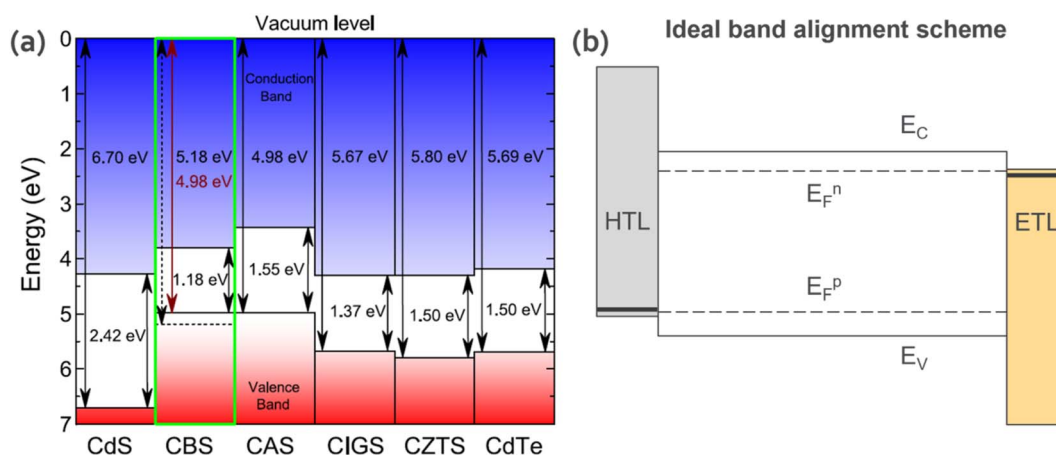 (a)
Vacuum level
Energy (eV)
0
1
2
3
4
5
6
7
Conduction
Band
6.70 eV
5.18 eV
4.98 eV
4.98 eV
5.67 eV
5.80 eV
5.69 eV
2.42 eV
1.18 eV
1.55 eV
1.37 eV
1.50 eV
1.50 eV
Valence
Band
CdS CBS CAS CIGS CZTS CdTe
(b)
Ideal band alignment scheme
HTL
E_C
E_F^n
E_F^p
E_V
ETL